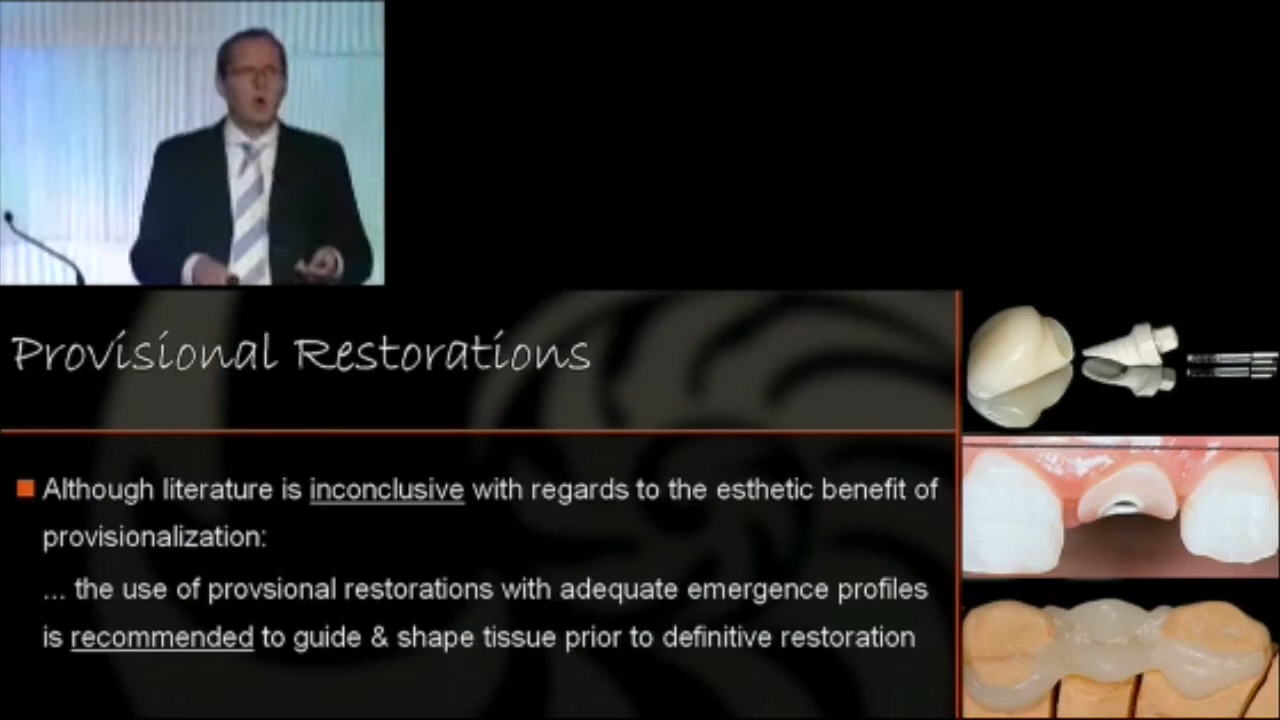 Provisional Restorations
Although literature is inconclusive with regards to the esthetic benefit of
provisionalization:
... the use of provsional restorations with adequate emergence profiles
is recommended to guide & shape tissue prior to definitive restoration